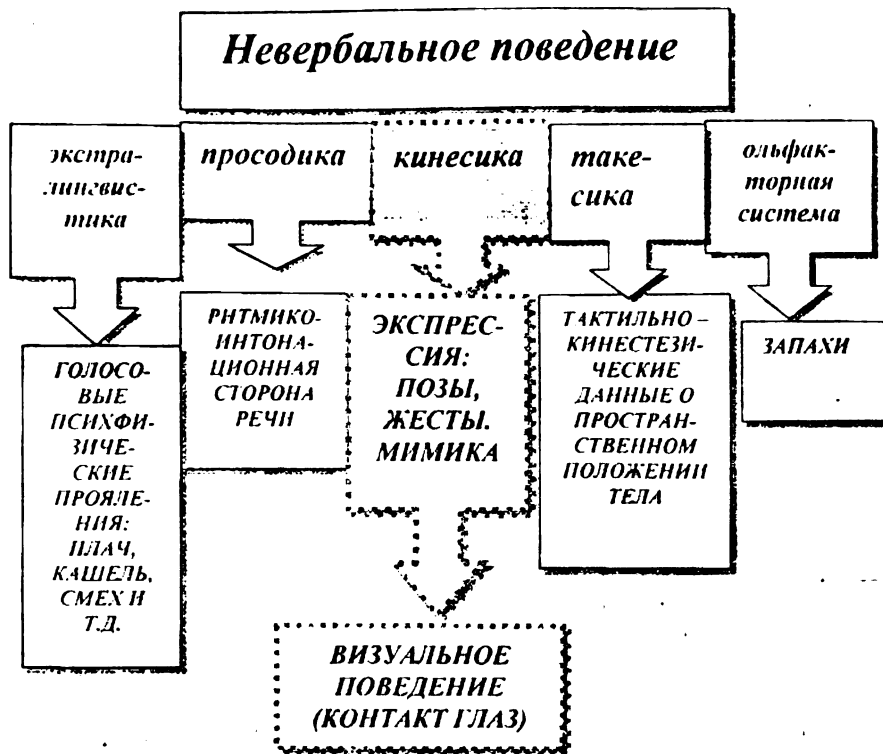 Невербальное поведение
экстра-
лингвис-
тика
просодика
кинесика
таке-
сика
ольфак-
торная
система
ГОЛОСО-
ВЫЕ
ПСИХФИ-
ЗИЧЕ-
СКИЕ
ПРОЯЛЕ-
НИЯ:
ПЛАЧ,
КАШЕЛЬ,
СМЕХ И
Т.Д.
РИТМИКО-
ИНТОНА-
ЦИОННАЯ
СТОРОНА
РЕЧИ
ЭКСПРЕС-
СИЯ:
ПОЗЫ,
ЖЕСТЫ.
МИМИКА
ТАКТИЛЬНО –
КИНЕСТЕЗИ-
ЧЕСКИЕ
ДАННЫЕ О
ПРОСТРАН-
СТВЕННОМ
ПОЛОЖЕНИИ
ТЕЛА
ЗАПАХИ
ВИЗУАЛЬНОЕ
ПОВЕДЕНИЕ
(КОНТАКТ ГЛАЗ)